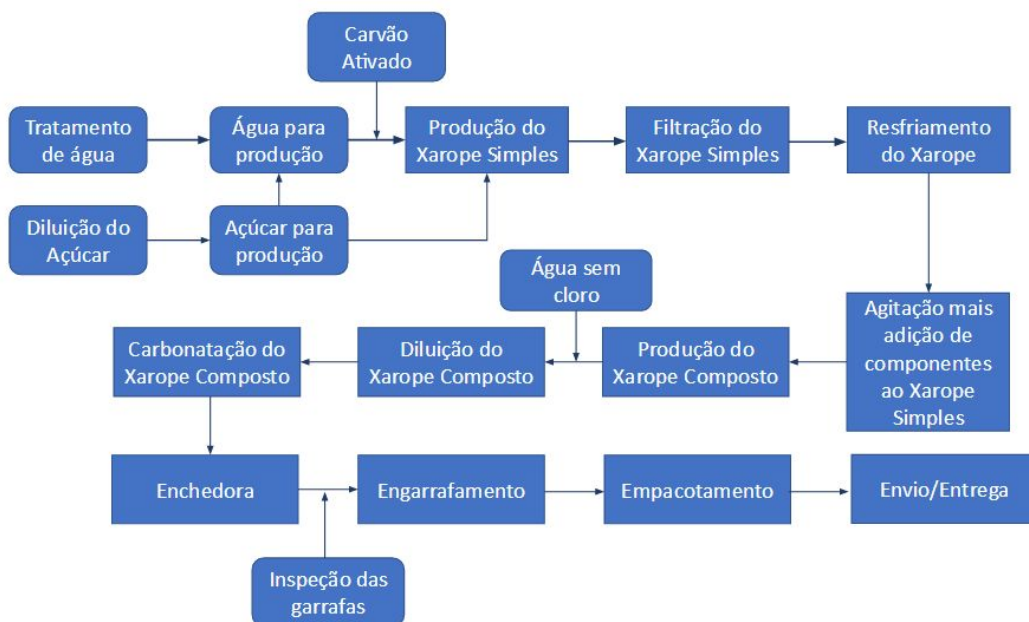 Carvão
Ativado
Tratamento
de água
Água para
produção
Produção do
Xarope Simples
Filtração do
Xarope Simples
Resfriamento
do Xarope
Diluição do
Açúcar
Açúcar para
produção
Água sem
cloro
Agitação mais
adição de
componentes
ao Xarope
Simples
Produção do
Xarope Composto
Diluição do
Xarope Composto
Carbonatação do
Xarope Composto
Enchedora
Engarrafamento
Empacotamento
Envio/Entrega
Inspeção das
garrafas